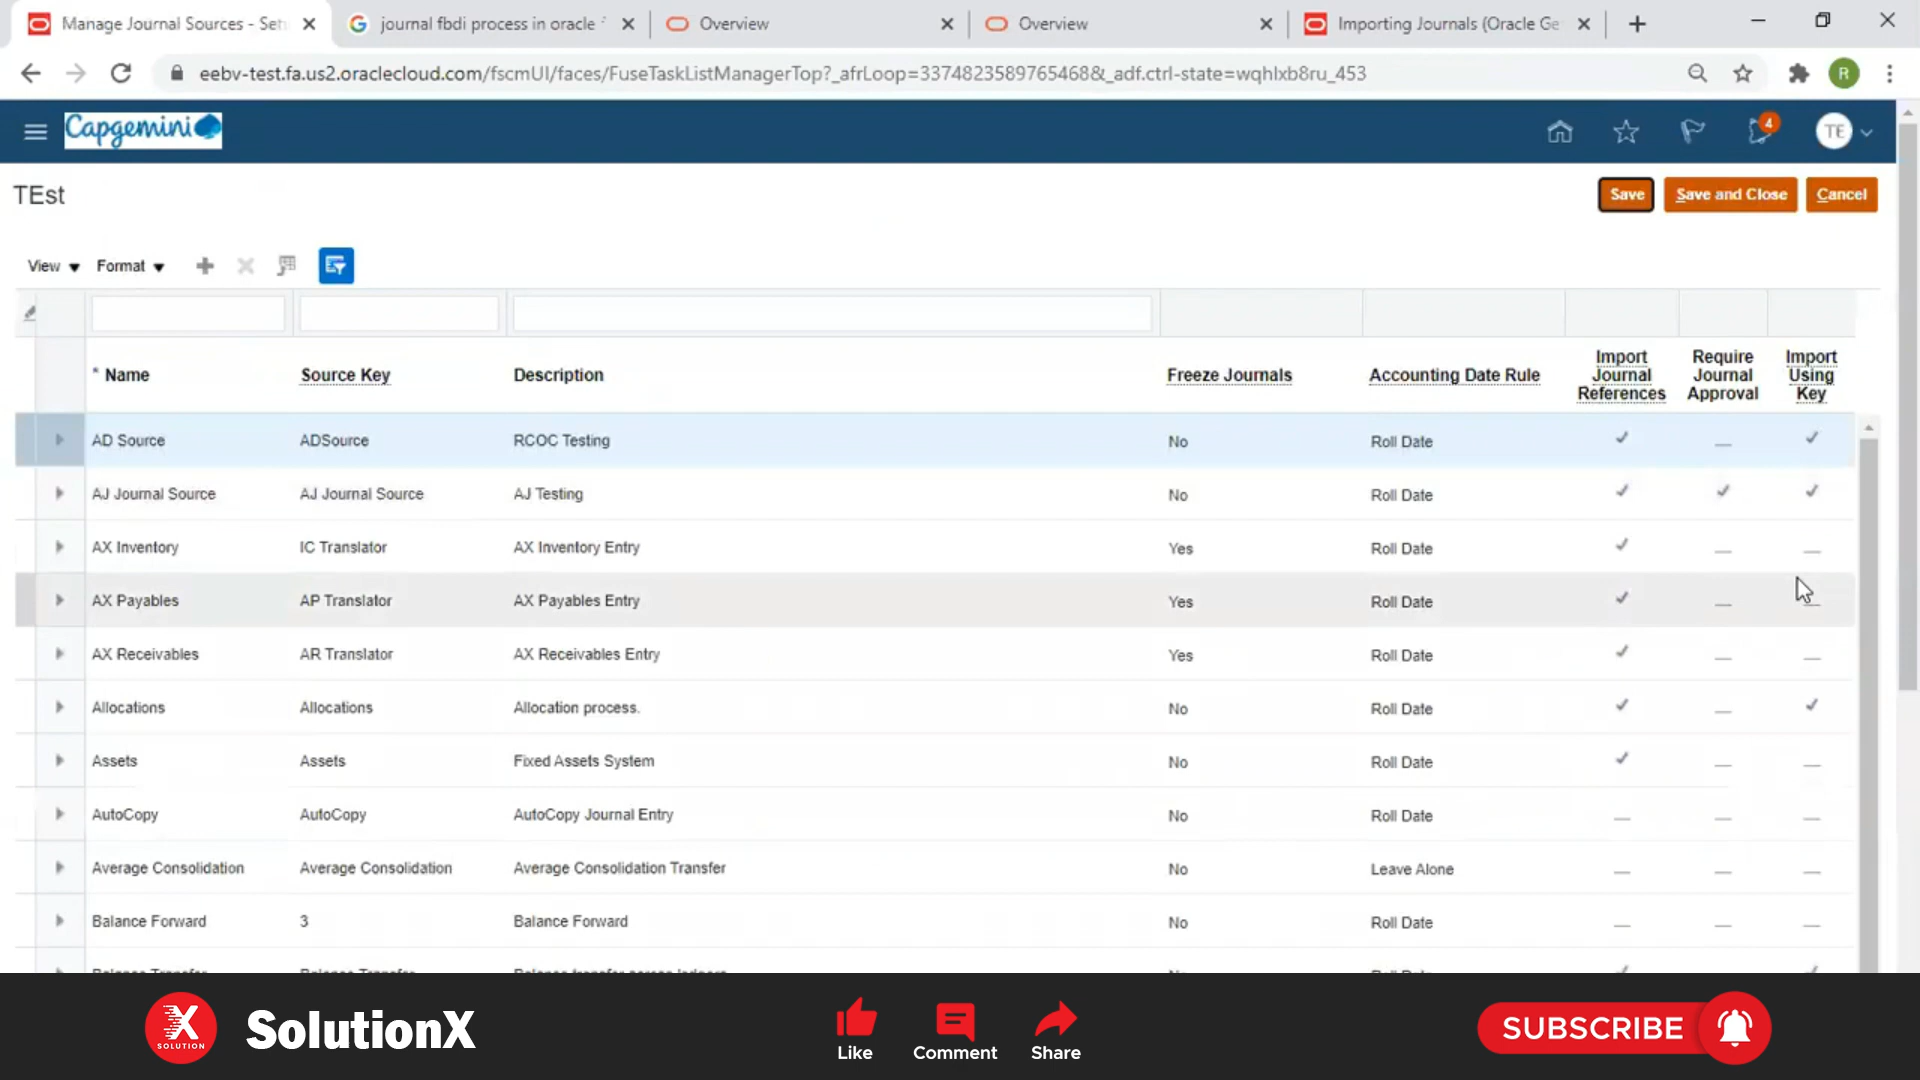 Manage Journal Sources - Set
journal fbdi process in oracle
Overview
Overview
Importing Journals (Oracle Ge
eebv-test.fa.us2.oraclecloud.com/fscmUI/faces/FuseTaskListManagerTop?_afrLoop=3374823589765468&_adf.ctrl-state=wqhlxb8ru_453
R
Capgemini
4
TE
TEst
Save
Save and Close
Cancel
View
Format
* Name
Source Key
Description
Freeze Journals
Accounting Date Rule
Import Journal References
Require Journal Approval
Import Using Key
AD Source ADSource RCOC Testing No Roll Date
AJ Journal Source AJ Journal Source AJ Testing No Roll Date
AX Inventory IC Translator AX Inventory Entry Yes Roll Date
AX Payables AP Translator AX Payables Entry Yes Roll Date
AX Receivables AR Translator AX Receivables Entry Yes Roll Date
Allocations Allocations Allocation process. No Roll Date
Assets Assets Fixed Assets System No Roll Date
AutoCopy AutoCopy AutoCopy Journal Entry No Roll Date
Average Consolidation Average Consolidation Average Consolidation Transfer No Leave Alone
Balance Forward 3 Balance Forward No Roll Date
X
SOLUTION
SolutionX
Like
Comment
Share
SUBSCRIBE